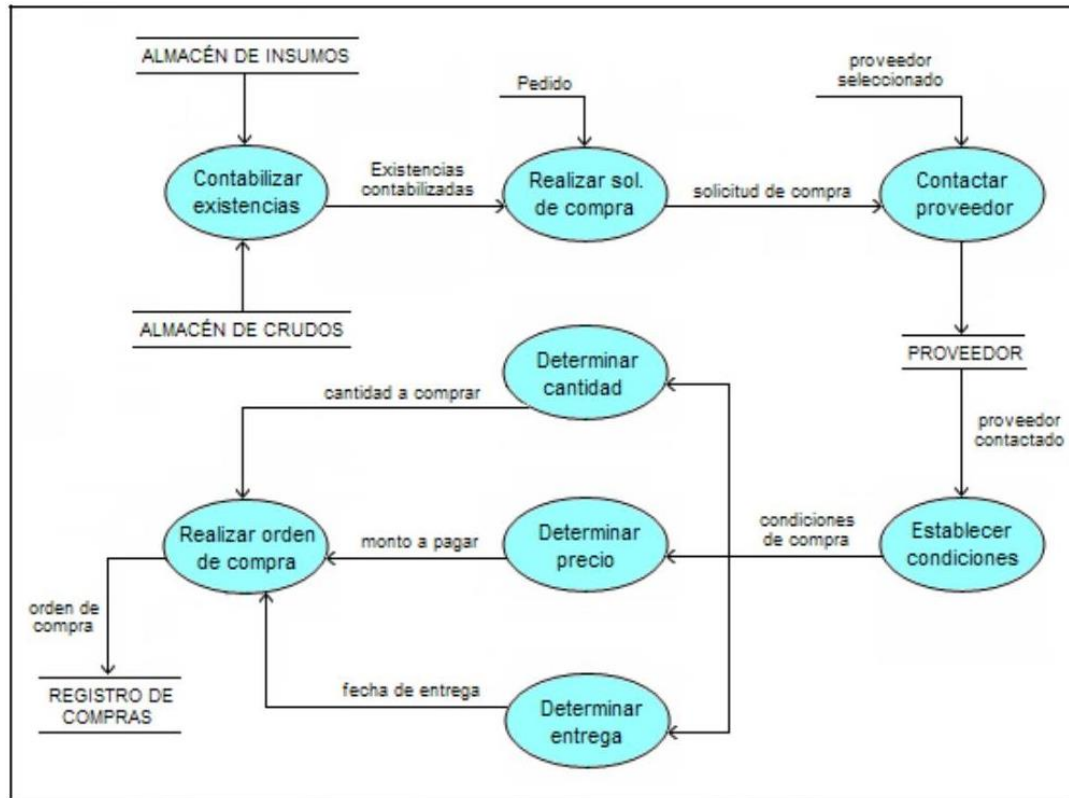 ALMACÉN DE INSUMOS
Pedido
proveedor
seleccionado
Contabilizar
existencias
Existencias
contabilizadas
Realizar sol.
de compra
solicitud de compra
Contactar
proveedor
ALMACÉN DE CRUDOS
PROVEEDOR
Determinar
cantidad
cantidad a comprar
proveedor
contactado
Realizar orden
de compra
monto a pagar
Determinar
precio
condiciones
de compra
Establecer
condiciones
orden de
compra
fecha de entrega
Determinar
entrega
REGISTRO DE
COMPRAS